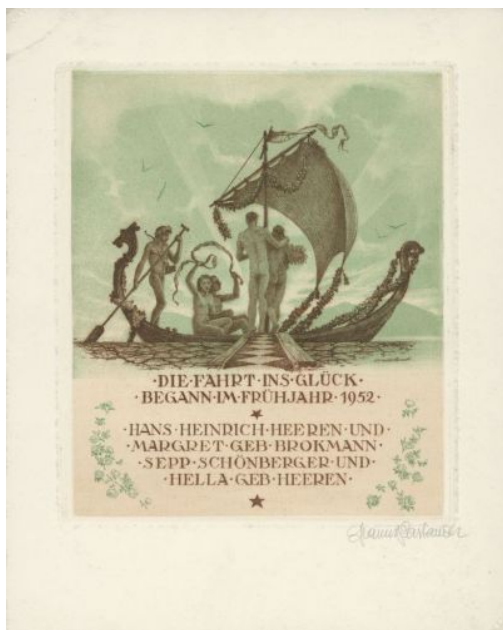 ·DIE·FAHRT·INS·GLÜCK·
·BEGANN·IM·FRÜHJAHR·1952·
·HANS·HEINRICH·HEEREN·UND·
·MARGRET·GEB·BROKMANN·
·SEPP·SCHÖNBERGER·UND·
·HELLA·GEB·HEEREN·